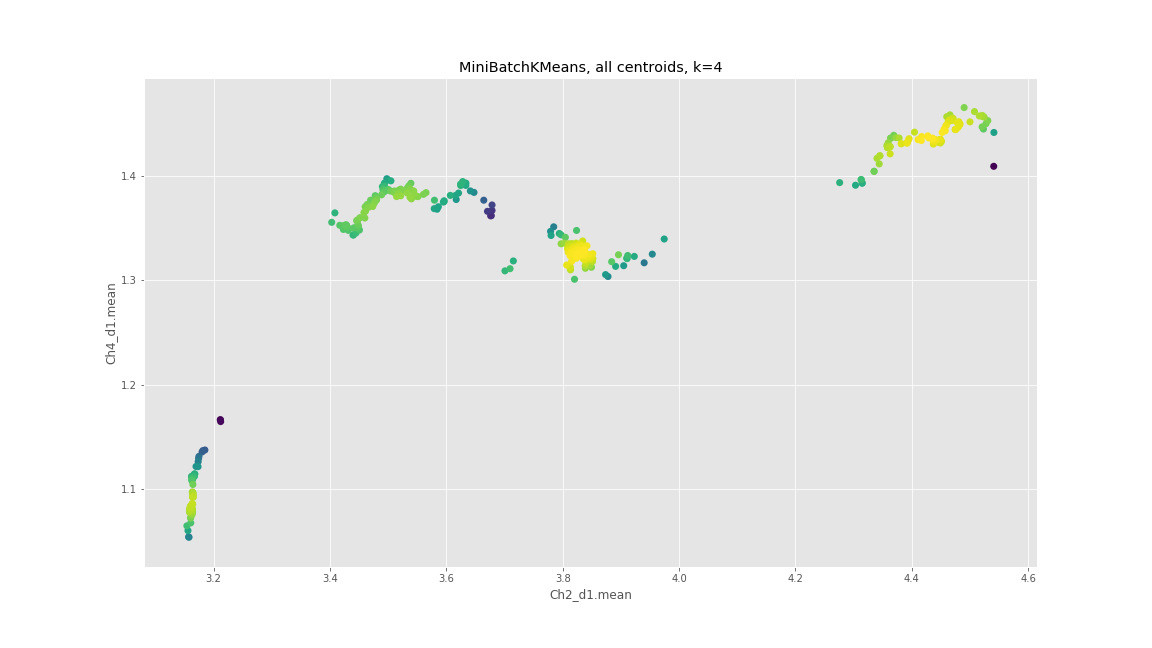 MiniBatchKMeans, all centroids, k=4
Ch4_d1.mean
1.4
1.3
1.2
1.1
3.2 3.4 3.6 3.8 4.0 4.2 4.4 4.6
Ch2_d1.mean